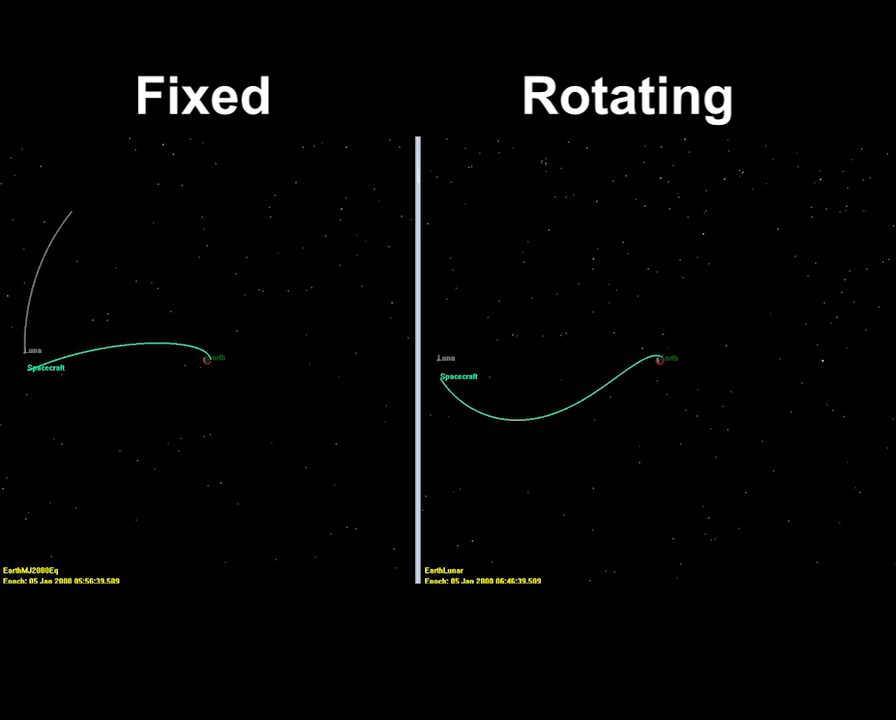 Fixed
Rotating
Luna
Spacecraft
Earth
Luna
Spacecraft
Earth
EarthMJ2000Eq
Epoch: 05 Jan 2000 05:56:39.509
EarthLunar
Epoch: 05 Jan 2000 06:46:39.509